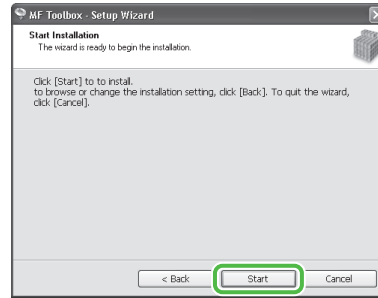 MF Toolbox - Setup Wizard
Start Installation
The wizard is ready to begin the installation.
Click [Start] to to install.
to browse or change the installation setting, click [Back]. To quit the wizard,
click [Cancel].
< Back
Start
Cancel